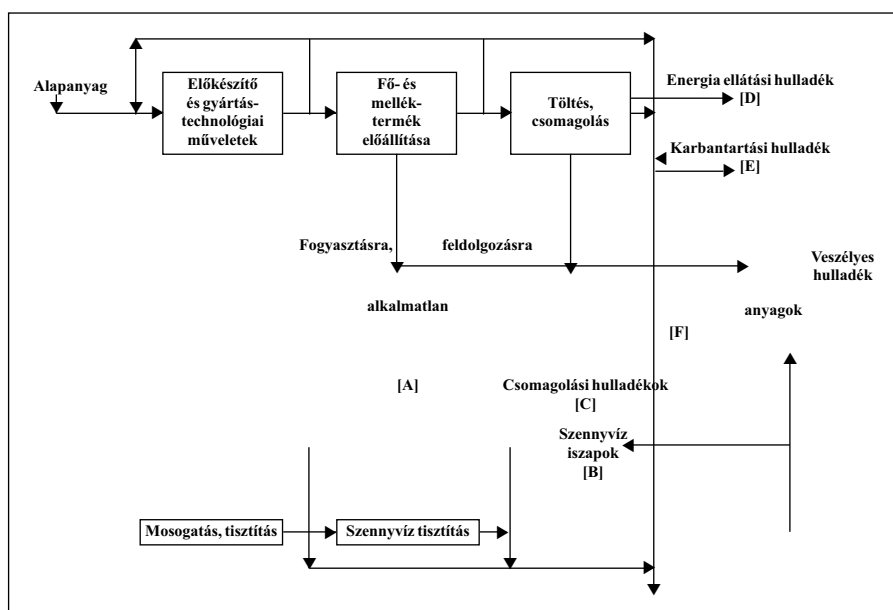 Alapanyag
Előkészítő
és gyártás-
technológiai
műveletek
Fő- és
mellék-
termék
előállítása
Töltés,
csomagolás
Energia ellátási hulladék
[D]
Karbantartási hulladék
[E]
Fogyasztásra,
feldolgozásra
Veszélyes
hulladék
alkalmatlan
anyagok
[F]
[A]
Csomagolási hulladékok
[C]
Szennyvíz
iszapok
[B]
Mosogatás, tisztítás
Szennyvíz tisztítás